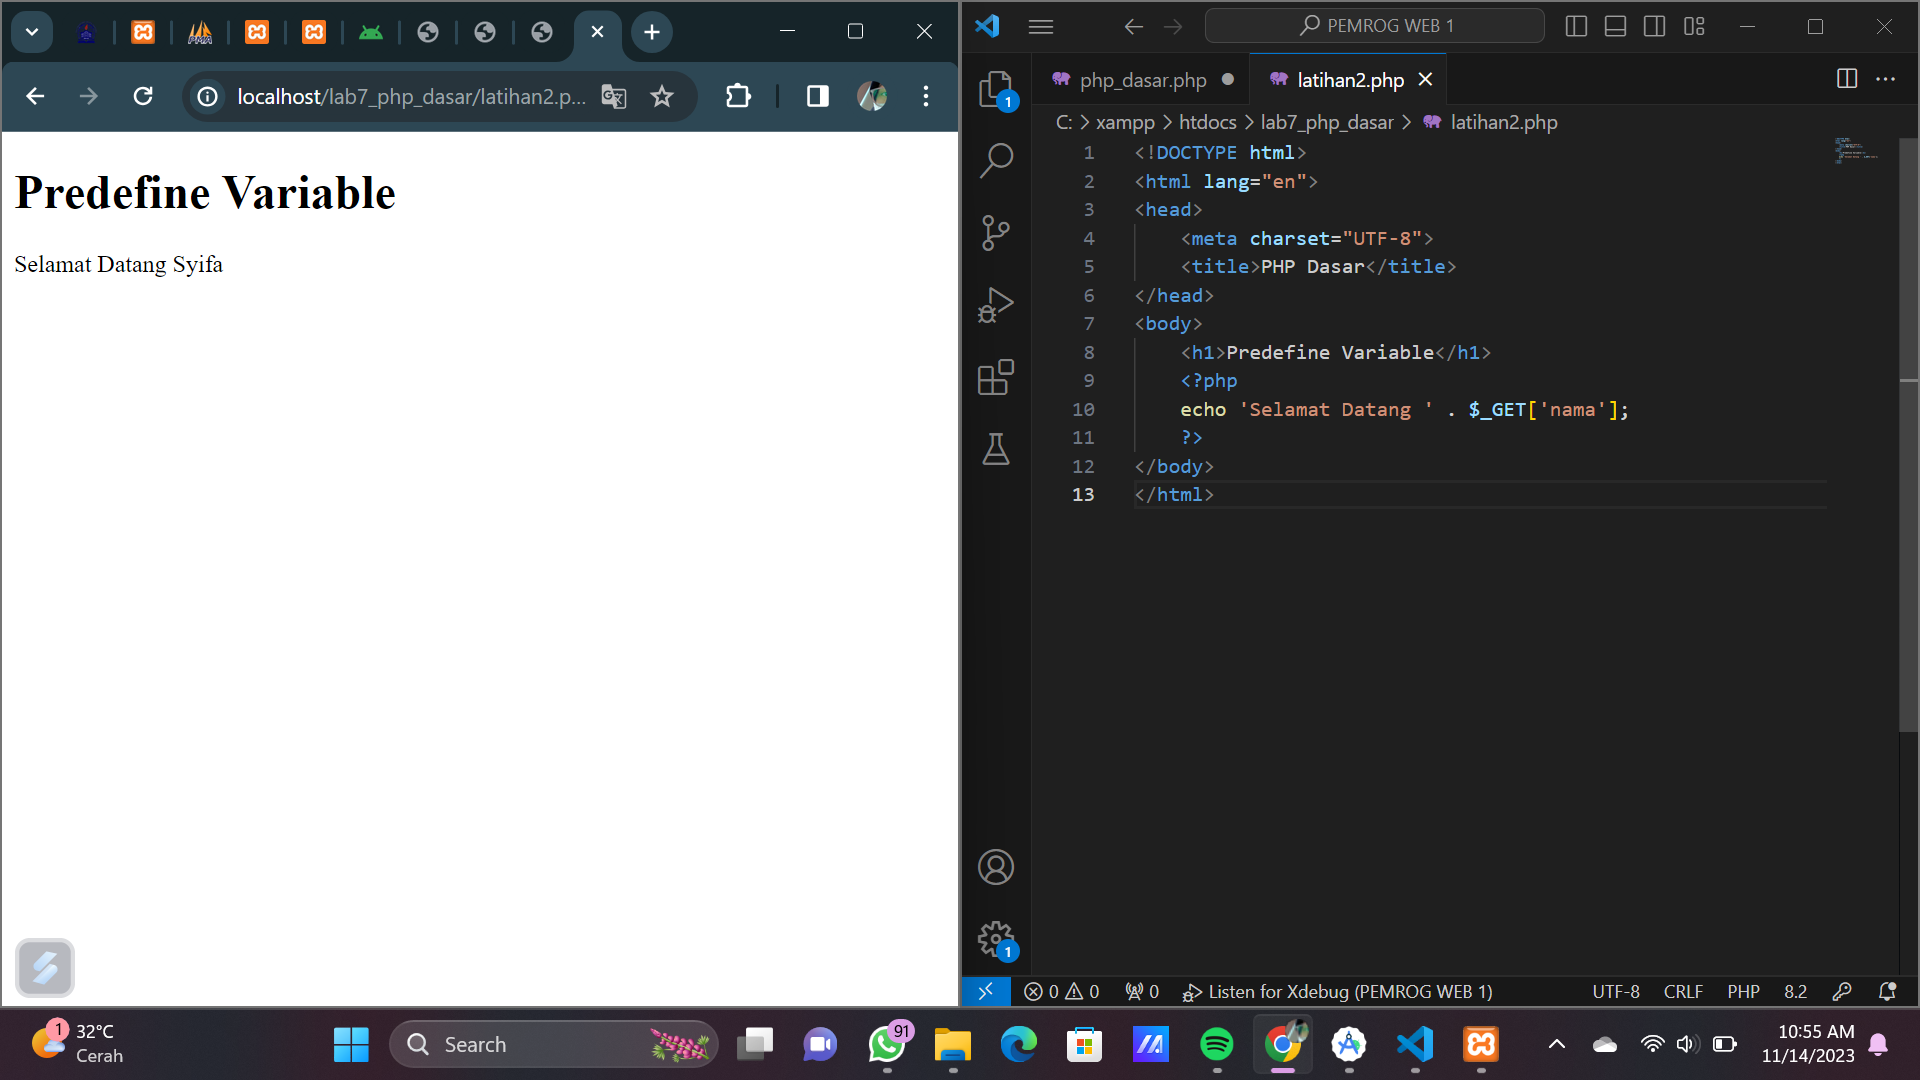 localhost/lab7_php_dasar/latihan2.p...
Predefine Variable
Selamat Datang Syifa
PEMROG WEB 1
php_dasar.php
latihan2.php
C: > xampp > htdocs > lab7_php_dasar > latihan2.php
1 <!DOCTYPE html>
2 <html lang="en">
3 <head>
4 <meta charset="UTF-8">
5 <title>PHP Dasar</title>
6 </head>
7 <body>
8 <h1>Predefine Variable</h1>
9 <?php
10 echo 'Selamat Datang ' . $_GET['nama'];
11 ?>
12 </body>
13 </html>
1
1
0 0 0 Listen for Xdebug (PEMROG WEB 1) UTF-8 CRLF PHP 8.2
1
32°C
Cerah
Search
91
10:55 AM
11/14/2023
PMA